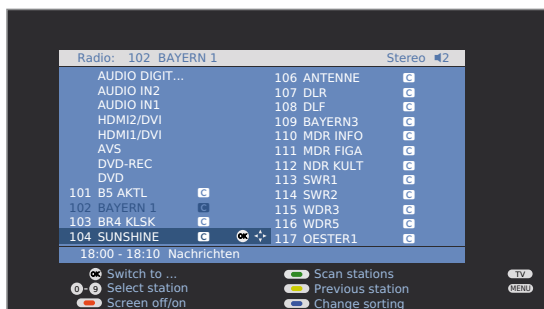 Radio: 102 BAYERN 1 Stereo 2
AUDIO DIGIT...
AUDIO IN2
AUDIO IN1
HDMI2/DVI
HDMI1/DVI
AVS
DVD-REC
DVD
101 B5 AKTL C
102 BAYERN 1 C
103 BR4 KLSK C
104 SUNSHINE C OK
106 ANTENNE C
107 DLR C
108 DLF C
109 BAYERN3 C
110 MDR INFO C
111 MDR FIGA C
112 NDR KULT C
113 SWR1 C
114 SWR2 C
115 WDR3 C
116 WDR5 C
117 OESTER1 C
18:00 - 18:10 Nachrichten
OK Switch to ...
0 - 9 Select station
Screen off/on
Scan stations
Previous station
Change sorting
TV
MENU